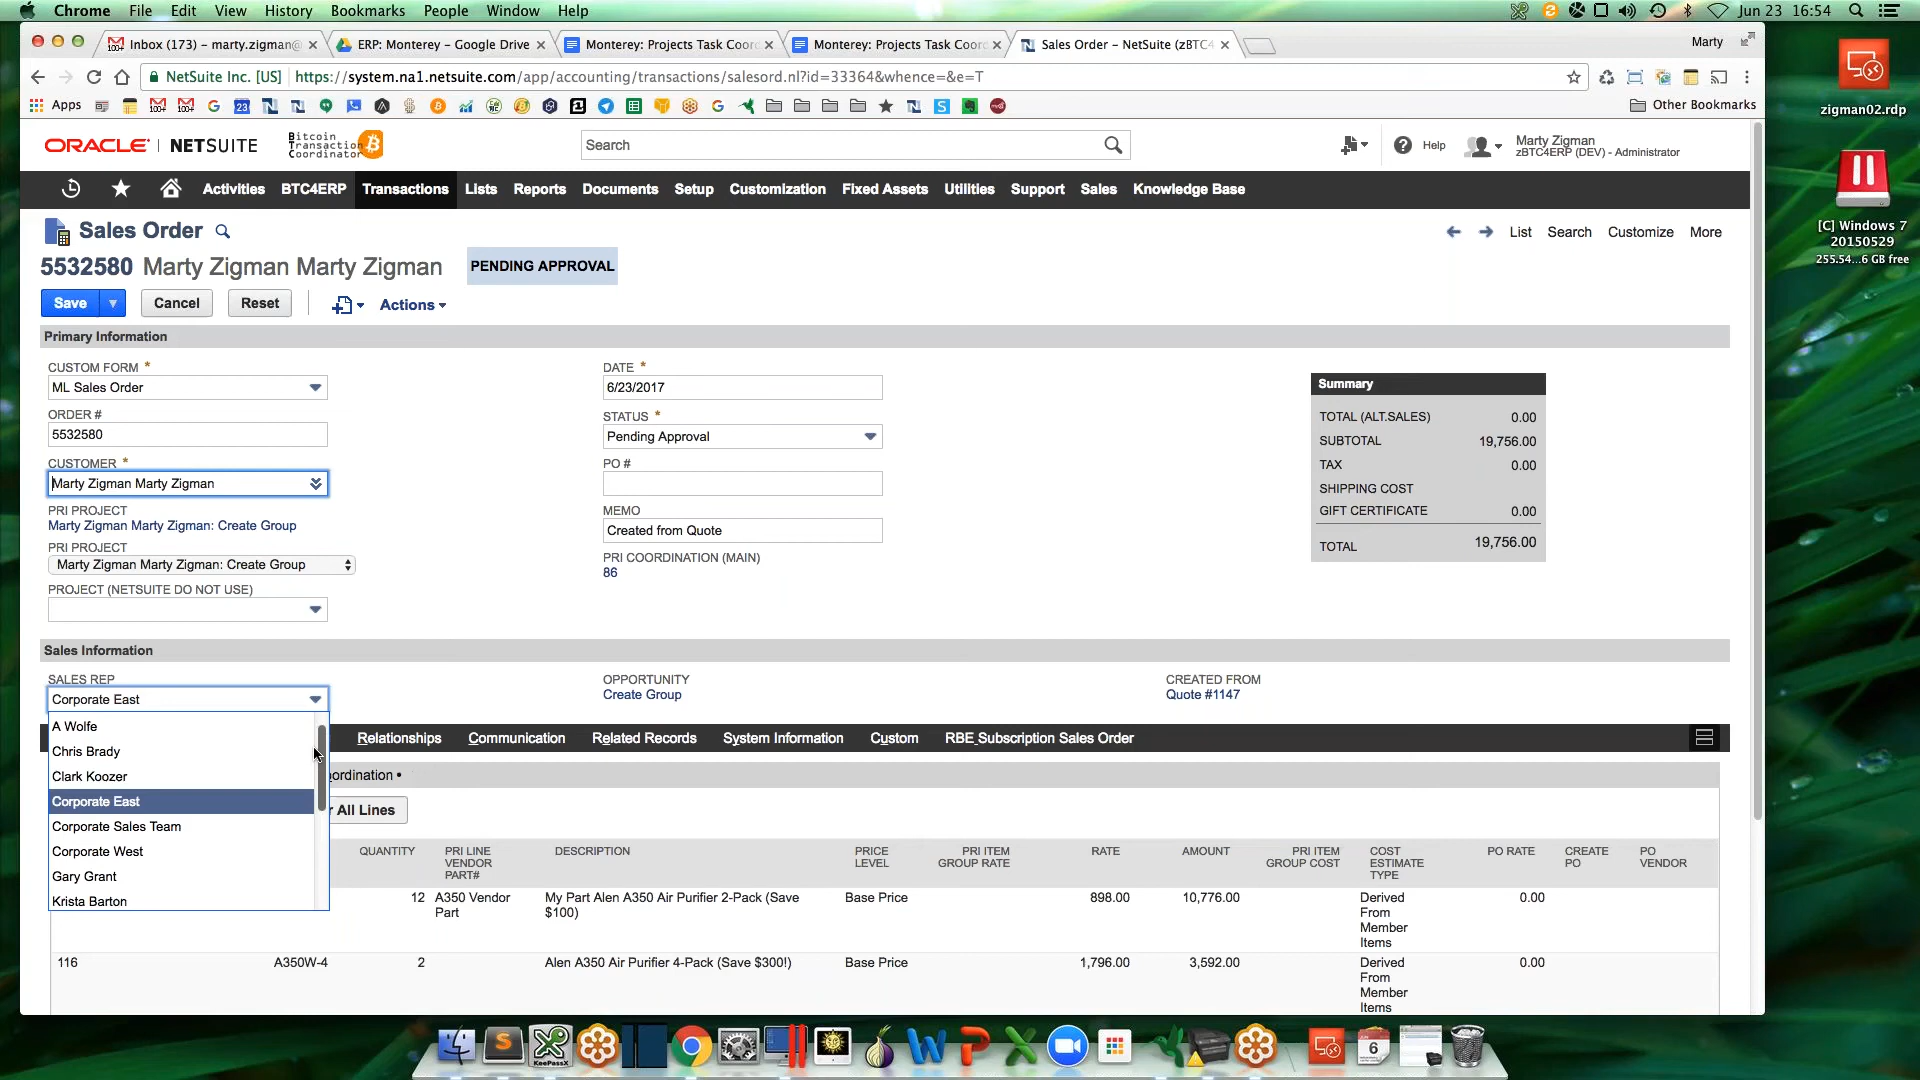 Chrome File Edit View History Bookmarks People Window Help Jun 23 16:54
Inbox (173) – marty.zigman@ ERP: Monterey – Google Drive Monterey: Projects Task Coord Monterey: Projects Task Coord Sales Order – NetSuite (zBTC4 Marty
NetSuite Inc. [US] https://system.na1.netsuite.com/app/accounting/transactions/salesord.nl?id=33364&whence=&e=T
Apps Other Bookmarks
zigman02.rdp
[C] Windows 7
20150529
255.54...6 GB free
ORACLE NETSUITE
Bitcoin
Transaction
Coordinator
Search
Help
Marty Zigman
zBTC4ERP (DEV) - Administrator
Activities BTC4ERP Transactions Lists Reports Documents Setup Customization Fixed Assets Utilities Support Sales Knowledge Base
Sales Order
List Search Customize More
5532580 Marty Zigman Marty Zigman PENDING APPROVAL
Save Cancel Reset Actions
Primary Information
CUSTOM FORM *
ML Sales Order
ORDER #
5532580
CUSTOMER *
Marty Zigman Marty Zigman
PRI PROJECT
Marty Zigman Marty Zigman: Create Group
PRI PROJECT
Marty Zigman Marty Zigman: Create Group
PROJECT (NETSUITE DO NOT USE)
DATE *
6/23/2017
STATUS *
Pending Approval
PO #
MEMO
Created from Quote
PRI COORDINATION (MAIN)
86
Summary
TOTAL (ALT.SALES) 0.00
SUBTOTAL 19,756.00
TAX 0.00
SHIPPING COST
GIFT CERTIFICATE 0.00
TOTAL 19,756.00
Sales Information
SALES REP
Corporate East
OPPORTUNITY
Create Group
CREATED FROM
Quote #1147
A Wolfe
Chris Brady
Clark Koozer
Corporate East
Corporate Sales Team
Corporate West
Gary Grant
Krista Barton
Relationships Communication Related Records System Information Custom RBE_Subscription Sales Order
ordination •
All Lines
QUANTITY PRI LINE VENDOR PART# DESCRIPTION PRICE LEVEL PRI ITEM GROUP RATE RATE AMOUNT PRI ITEM GROUP COST COST ESTIMATE TYPE PO RATE CREATE PO PO VENDOR
12 A350 Vendor Part My Part Alen A350 Air Purifier 2-Pack (Save $100) Base Price 898.00 10,776.00 Derived From Member Items 0.00
116 A350W-4 2 Alen A350 Air Purifier 4-Pack (Save $300!) Base Price 1,796.00 3,592.00 Derived From Member Items 0.00